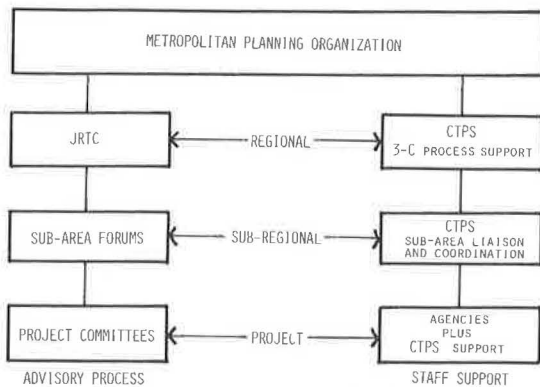 METROPOLITAN PLANNING ORGANIZATION
JRTC
REGIONAL
CTPS
3-C PROCESS SUPPORT
SUB-AREA FORUMS
SUB-REGIONAL
CTPS
SUB-AREA LIAISON
AND COORDINATION
PROJECT COMMITTEES
PROJECT
AGENCIES
PLUS
CTPS SUPPORT
ADVISORY PROCESS
STAFF SUPPORT